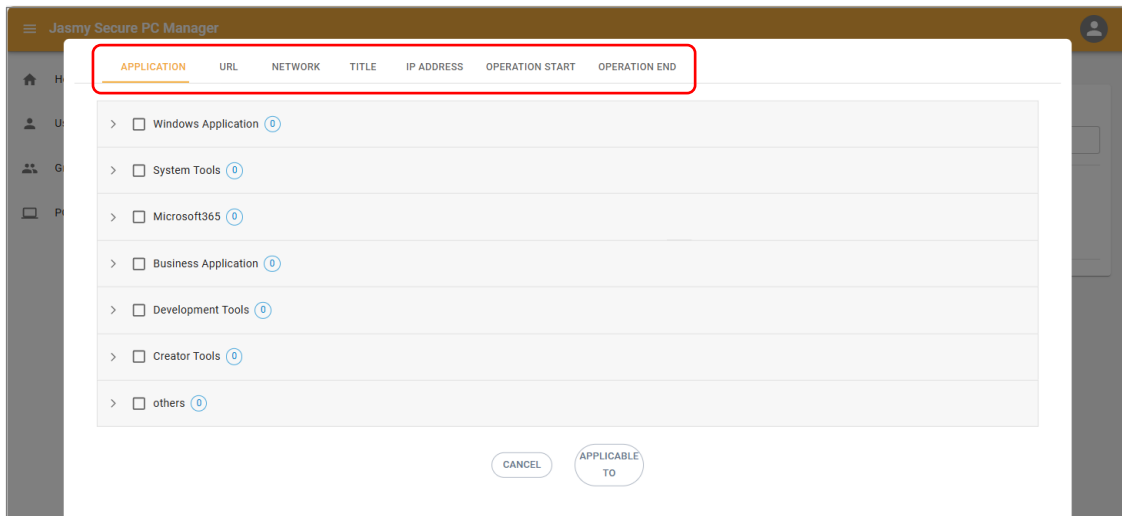 Jasmy Secure PC Manager
APPLICATION URL NETWORK TITLE IP ADDRESS OPERATION START OPERATION END
H
Windows Application 0
U
System Tools 0
G
Microsoft365 0
P
Business Application 0
Development Tools 0
Creator Tools 0
others 0
CANCEL
APPLICABLE
TO